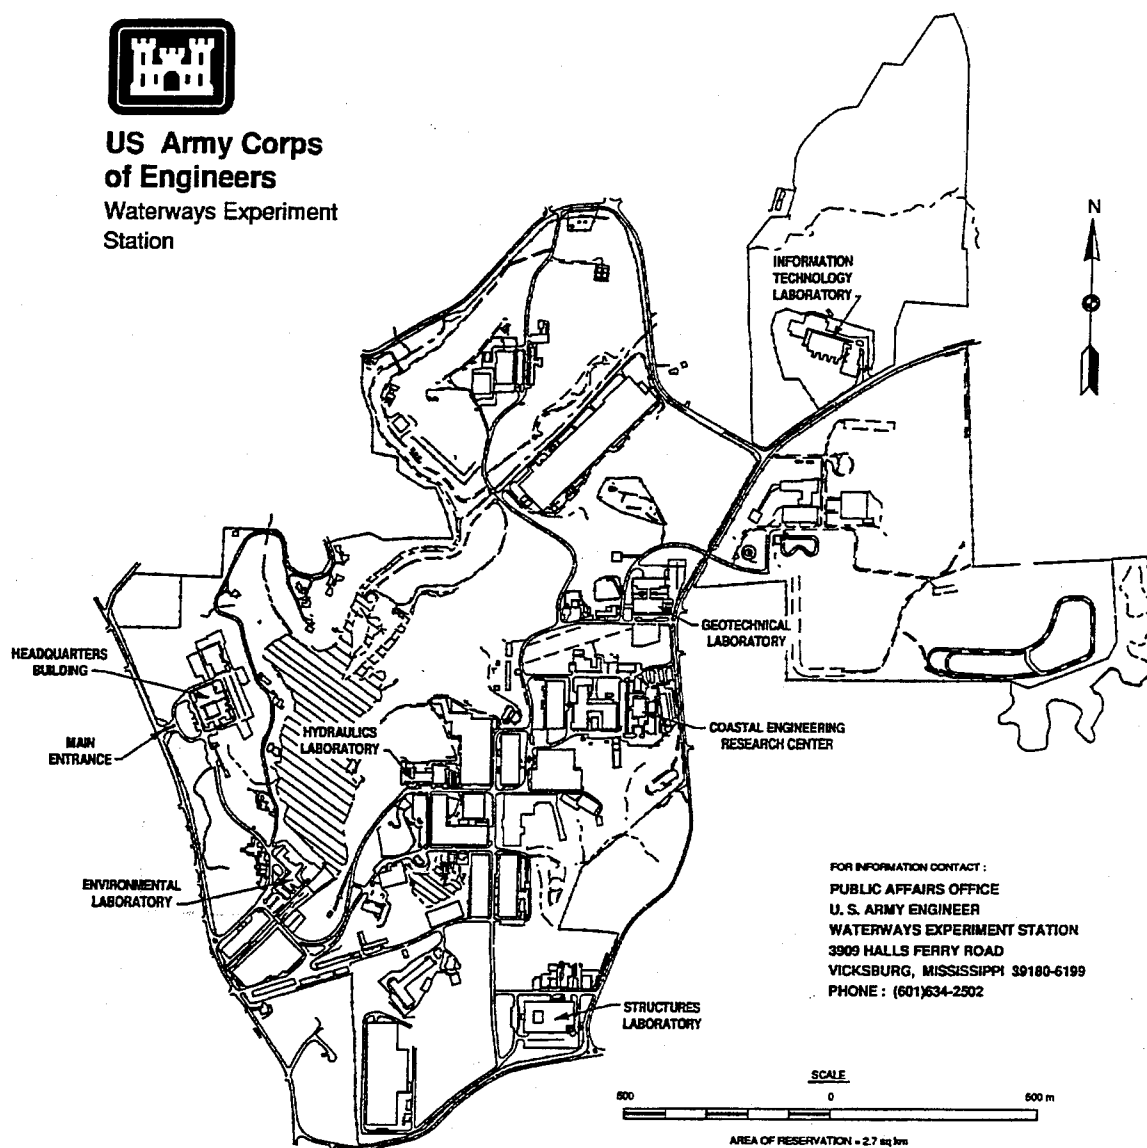 US Army Corps
of Engineers
Waterways Experiment
Station
N
INFORMATION
TECHNOLOGY
LABORATORY
GEOTECHNICAL
LABORATORY
HEADQUARTERS
BUILDING
MAIN
ENTRANCE
HYDRAULICS
LABORATORY
COASTAL ENGINEERING
RESEARCH CENTER
ENVIRONMENTAL
LABORATORY
STRUCTURES
LABORATORY
FOR INFORMATION CONTACT :
PUBLIC AFFAIRS OFFICE
U. S. ARMY ENGINEER
WATERWAYS EXPERIMENT STATION
3909 HALLS FERRY ROAD
VICKSBURG, MISSISSIPPI 39180-6199
PHONE : (601)634-2502
SCALE
500 0 500 m
AREA OF RESERVATION = 2.7 sq km